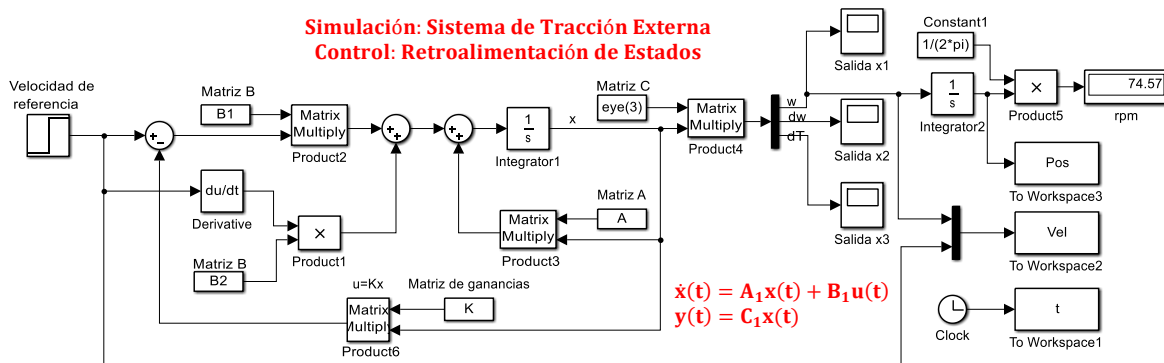 Simulación: Sistema de Tracción Externa
Control: Retroalimentación de Estados
Velocidad de
referencia
Matriz B
B1
Matrix
Multiply
Product2
1
s
Integrator1
x
Matriz C
eye(3)
Matrix
Multiply
Product4
w
dw
dT
Salida x1
Salida x2
Salida x3
Constant1
1/(2*pi)
1
s
Integrator2
×
Product5
74.57
rpm
Pos
To Workspace3
Vel
To Workspace2
du/dt
Derivative
×
Product1
Matriz B
B2
Matriz A
A
Matrix
Multiply
Product3
u=Kx
Matrix
Multiply
Product6
Matriz de ganancias
K
ẋ(t) = A₁x(t) + B₁u(t)
y(t) = C₁x(t)
Clock
t
To Workspace1